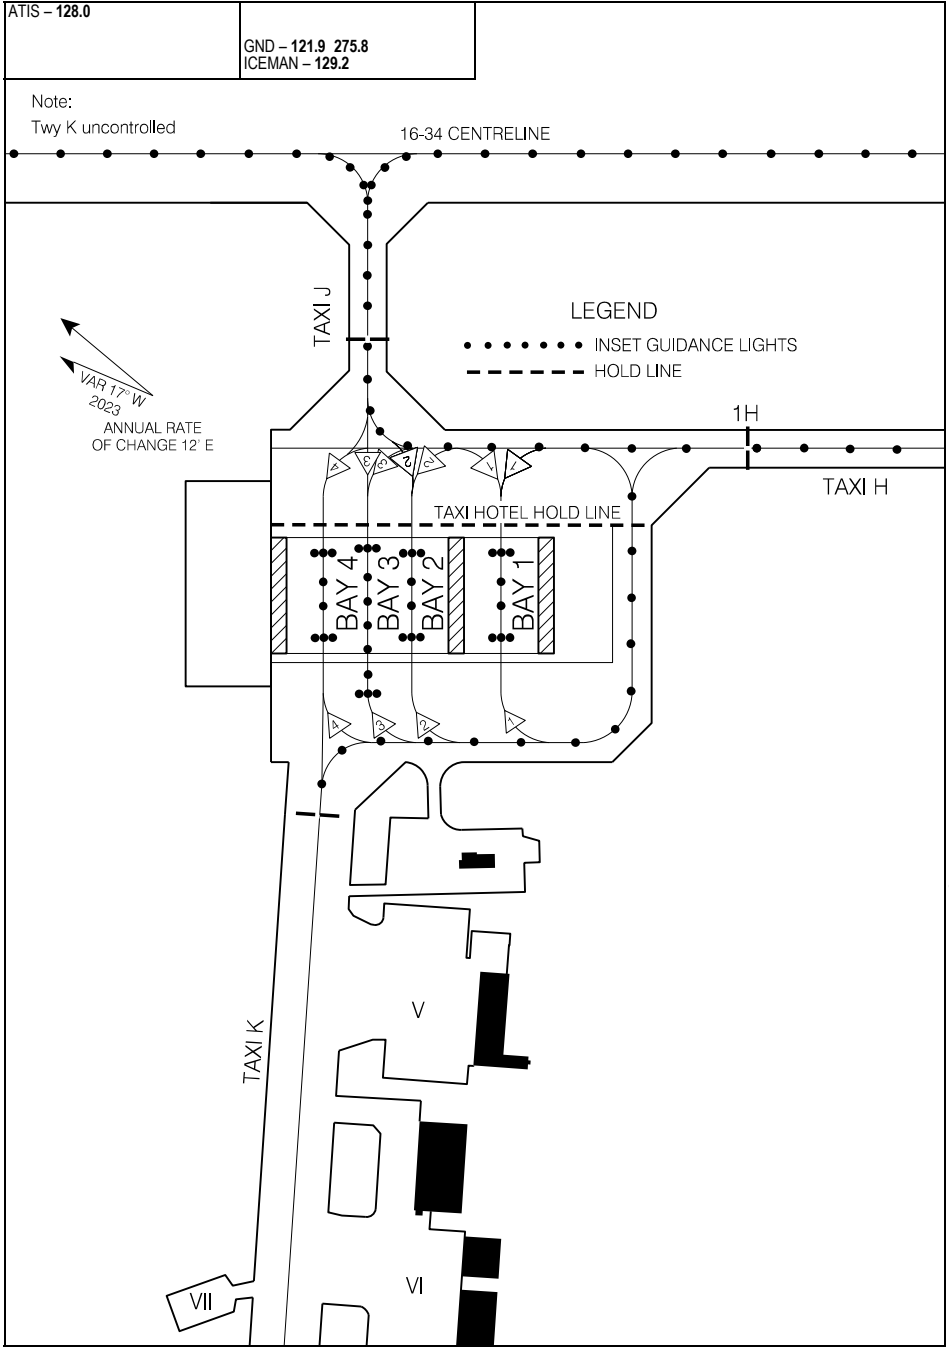 ATIS – 128.0
GND – 121.9 275.8
ICEMAN – 129.2
Note:
Twy K uncontrolled
16-34 CENTRELINE
TAXI J
LEGEND
INSET GUIDANCE LIGHTS
HOLD LINE
VAR 17° W
2023
ANNUAL RATE
OF CHANGE 12' E
1H
TAXI H
4
3
3
2
2
1
1
TAXI HOTEL HOLD LINE
BAY 4
BAY 3
BAY 2
BAY 1
4
3
2
1
TAXI K
V
VI
VII